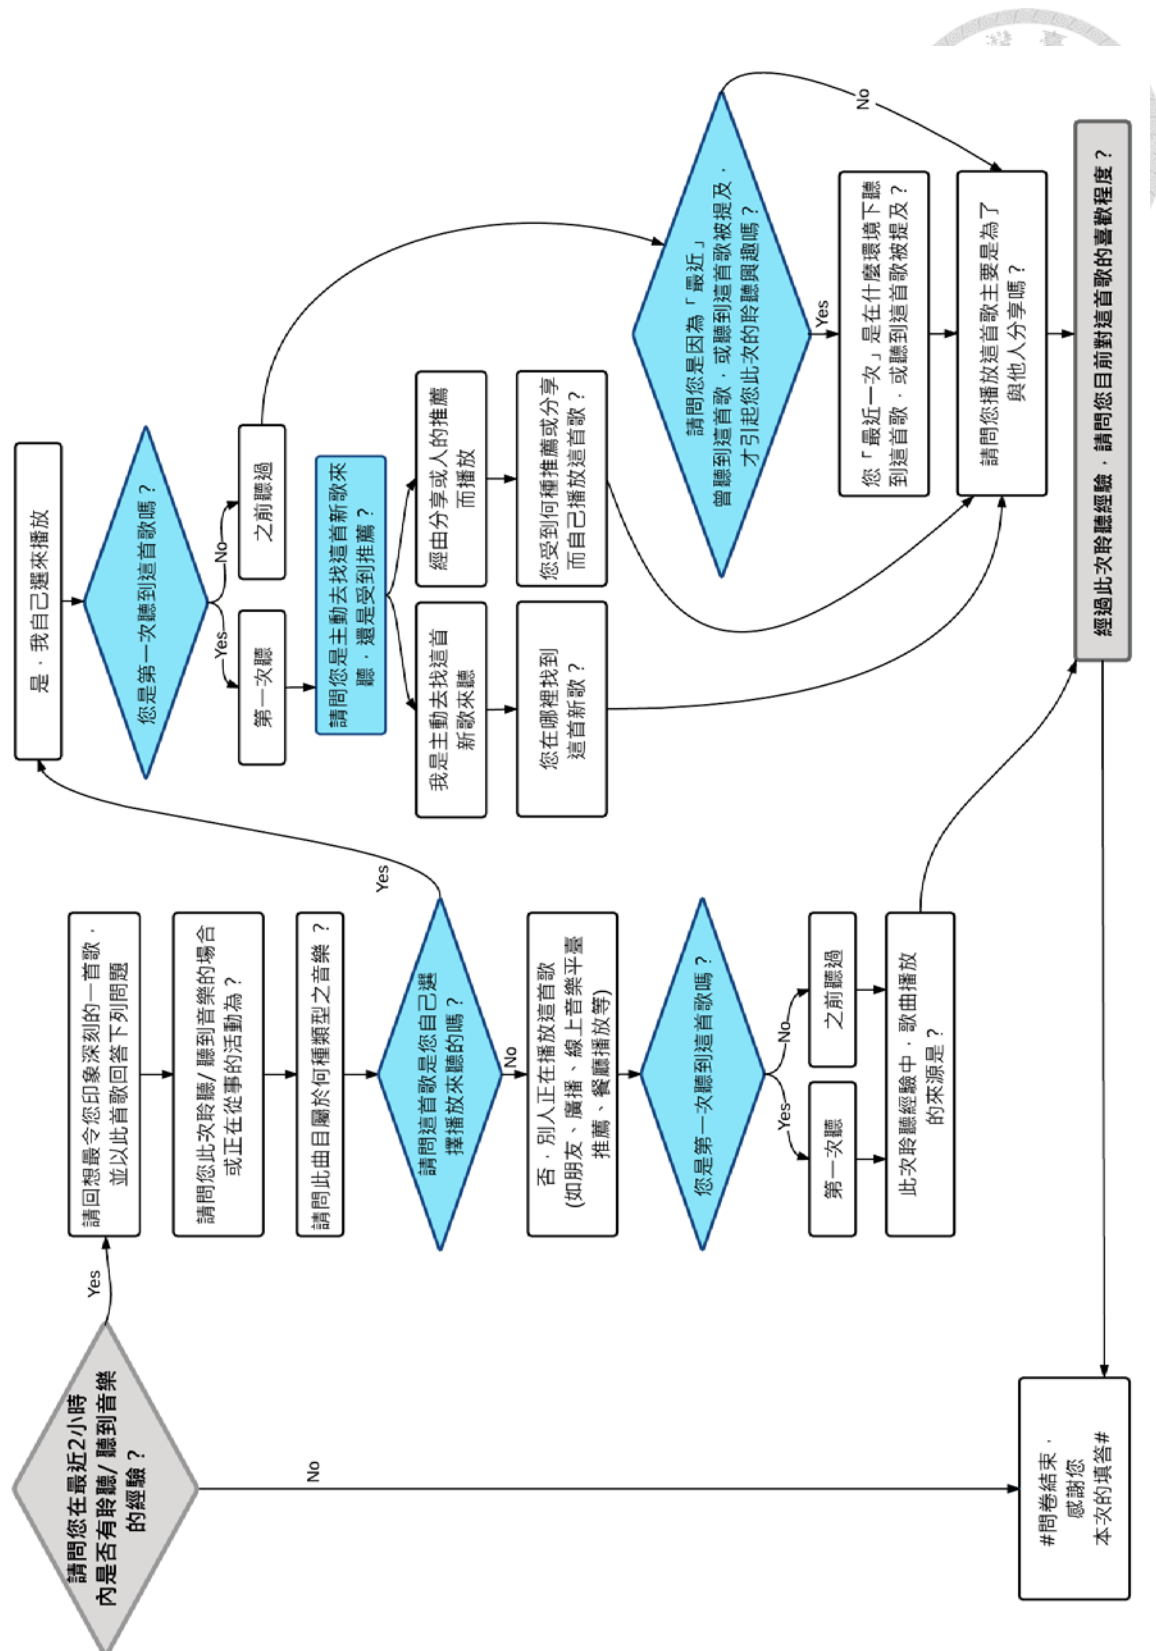 請問您在最近2小時
內是否有聆聽/ 聽到音樂
的經驗？
Yes
No
請回想最令您印象深刻的一首歌，
並以此首歌回答下列問題
請問您此次聆聽/ 聽到音樂的場合
或正在從事的活動為？
請問此曲目屬於何種類型之音樂？
請問這首歌是您自己選
擇播放來聽的嗎？
Yes
No
否，別人正在播放這首歌
(如朋友、廣播、線上音樂平臺
推薦、餐廳播放等)
您是第一次聽到這首歌嗎？
Yes
No
第一次聽
之前聽過
此次聆聽經驗中，歌曲播放
的來源是？
是，我自己選來播放
您是第一次聽到這首歌嗎？
Yes
No
第一次聽
之前聽過
請問您是主動去找這首新歌來
聽，還是受到推薦？
我是主動去找這首
新歌來聽
經由分享或人的推薦
而播放
您在哪裡找到
這首新歌？
您受到何種推薦或分享
而自己播放這首歌？
請問您是因為「最近」
曾聽到這首歌，或聽到這首歌被提及，
才引起您此次的聆聽興趣嗎？
Yes
No
您「最近一次」是在什麼環境下聽
到這首歌，或聽到這首歌被提及？
請問您播放這首歌主要是為了
與他人分享嗎？
經過此次聆聽經驗，請問您目前對這首歌的喜歡程度？
#問卷結束，
感謝您
本次的填答#